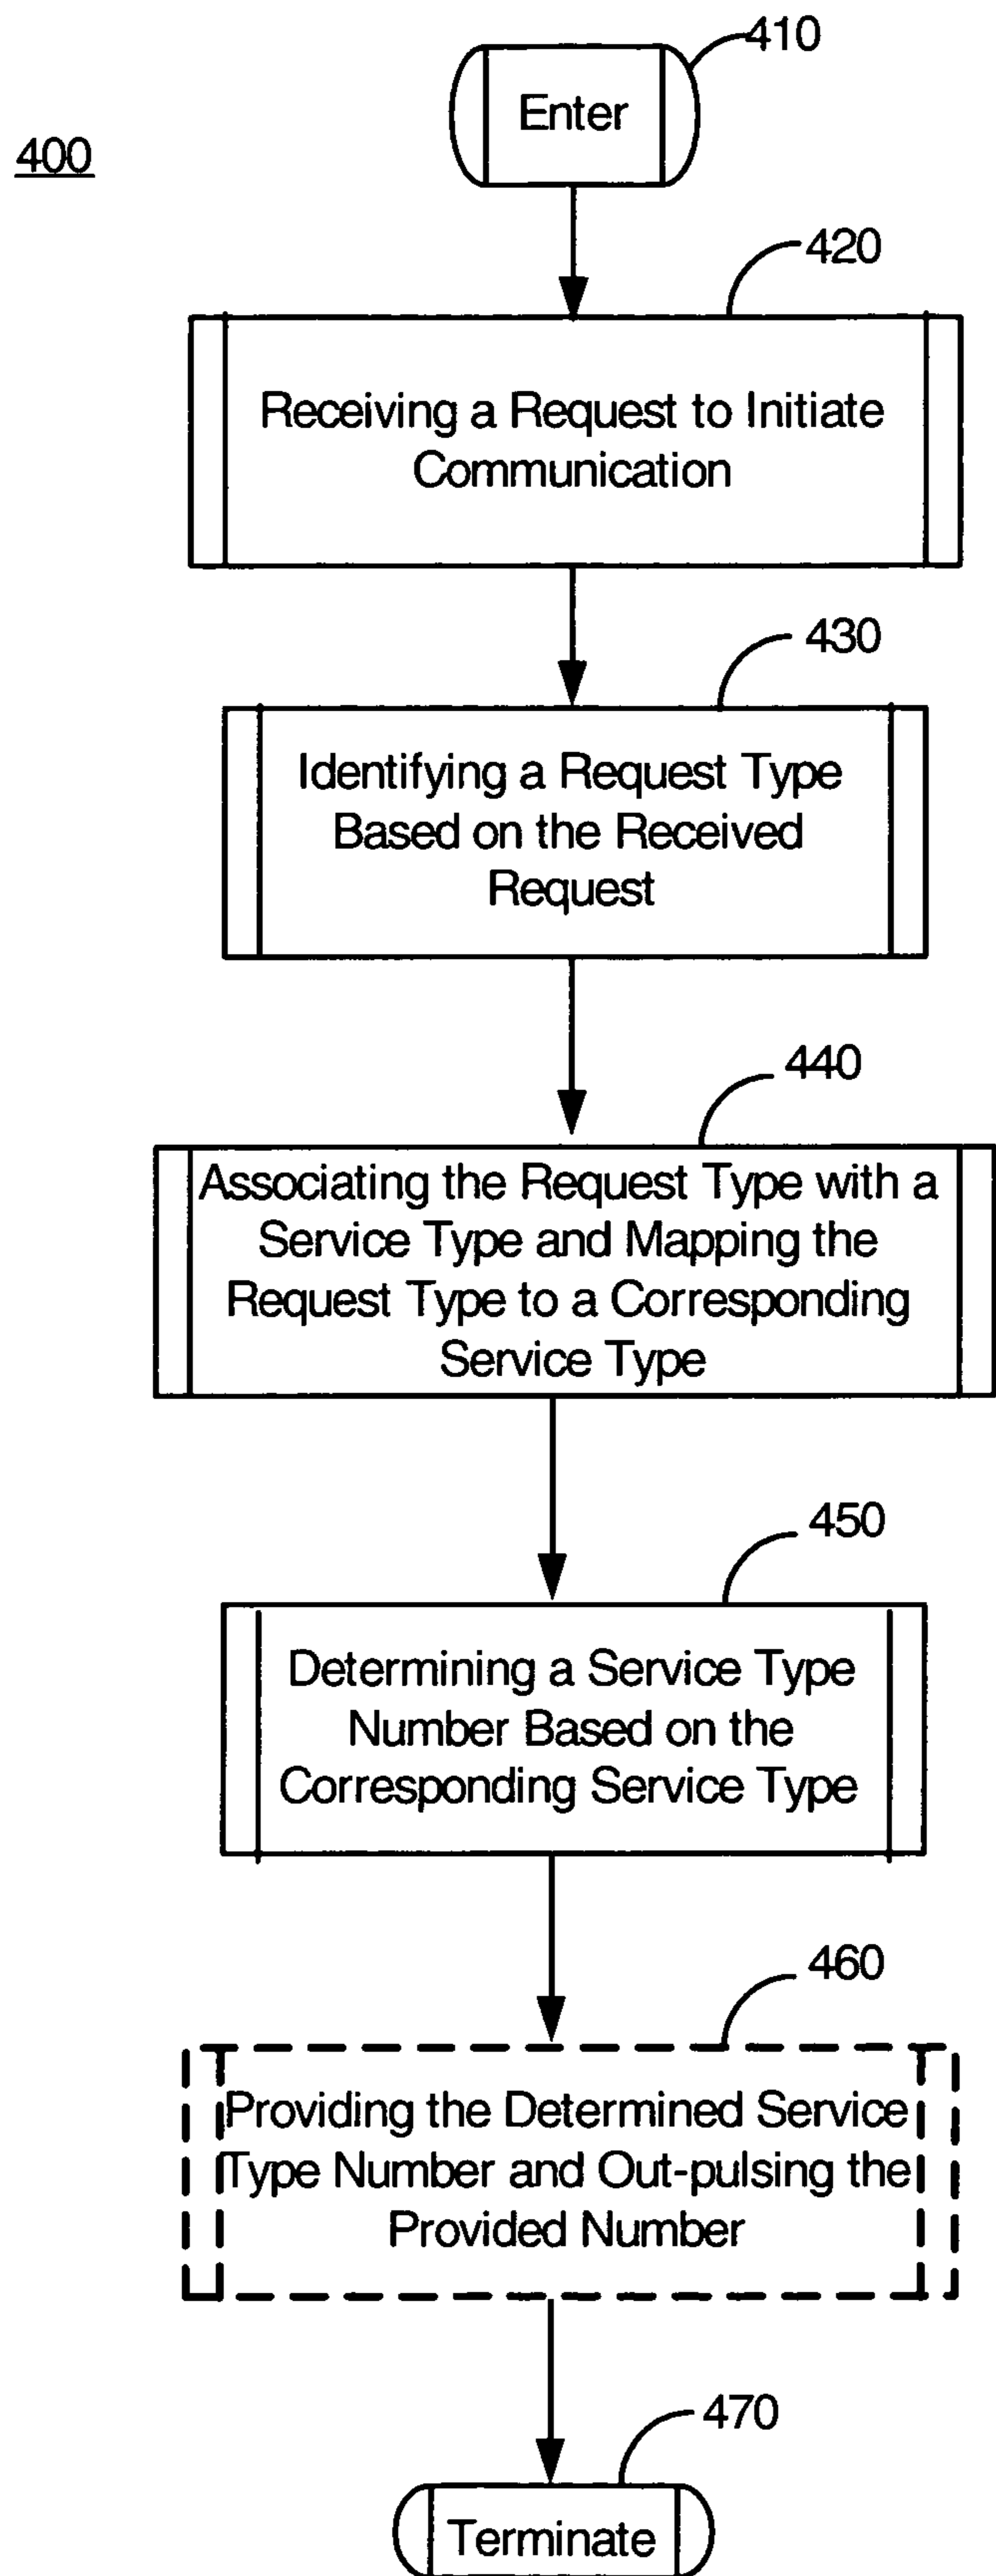 410
Enter
400
420
Receiving a Request to Initiate
Communication
430
Identifying a Request Type
Based on the Received
Request
440
Associating the Request Type with a
Service Type and Mapping the
Request Type to a Corresponding
Service Type
450
Determining a Service Type
Number Based on the
Corresponding Service Type
460
Providing the Determined Service
Type Number and Out-pulsing the
Provided Number
470
Terminate